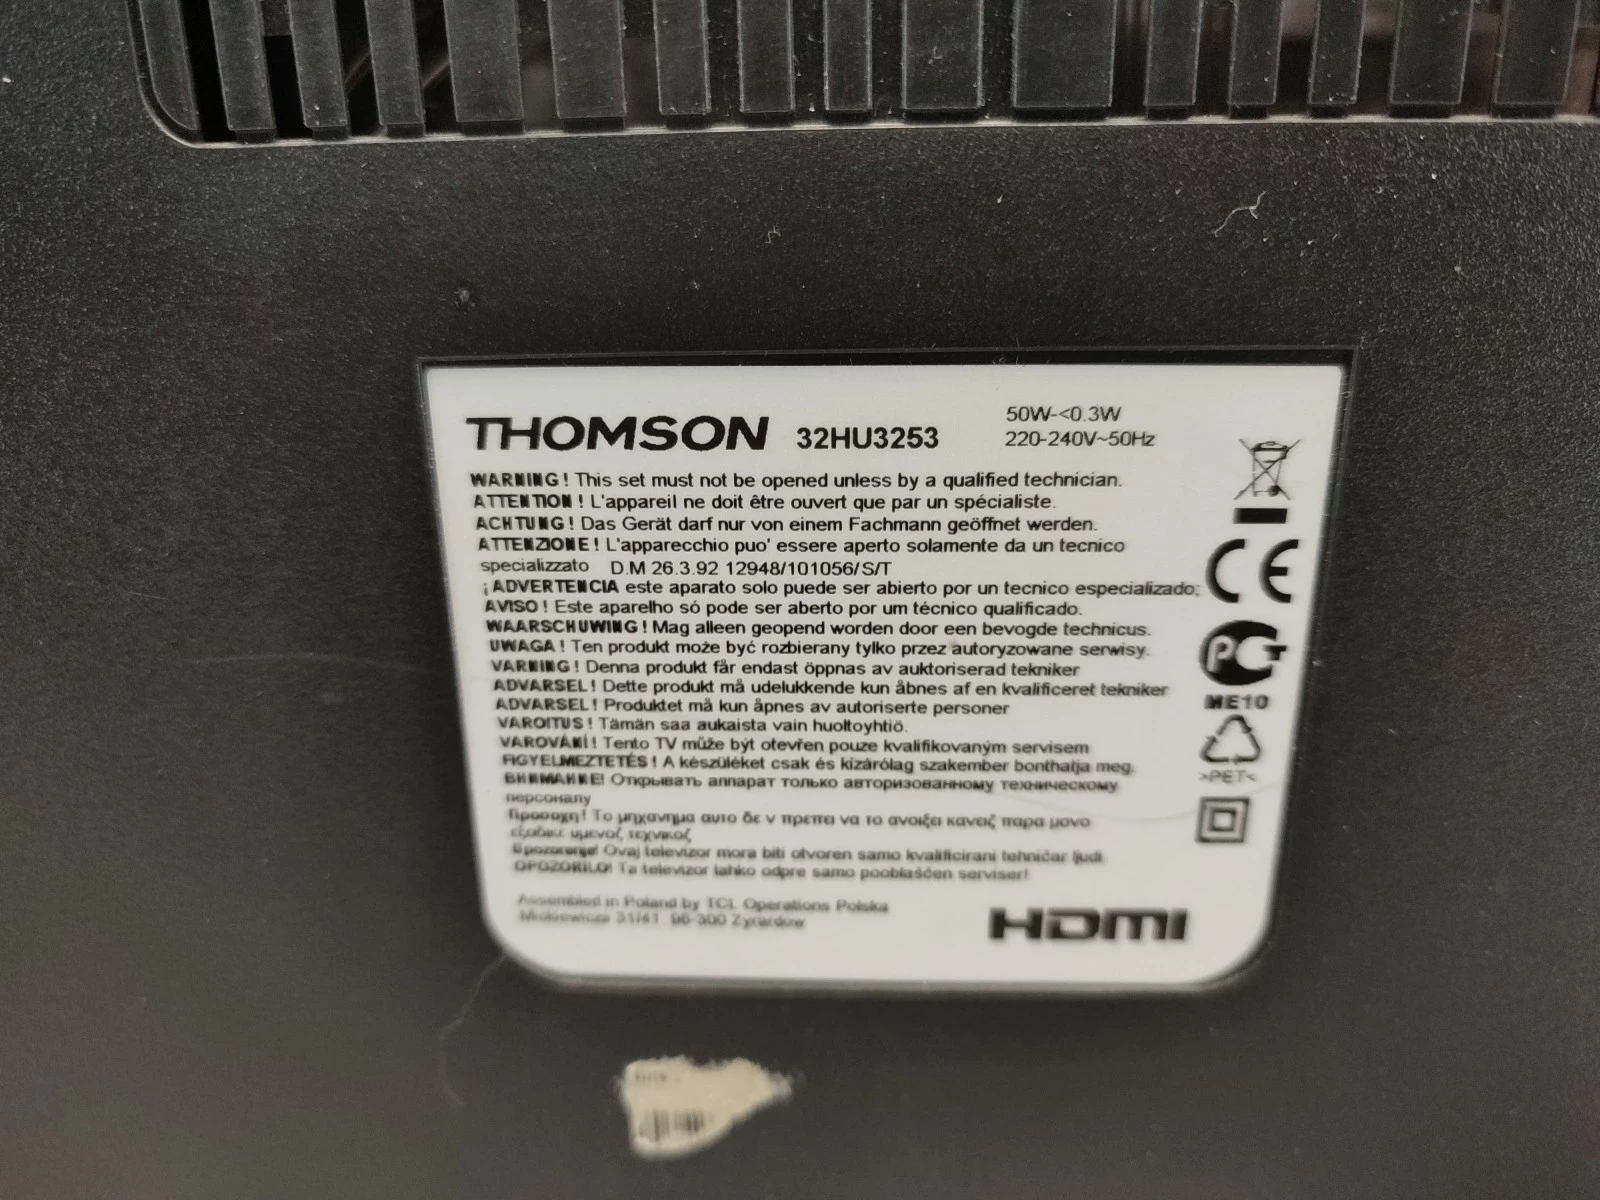 THOMSON 32HU3253
50W-<0.3W
220-240V~50Hz
WARNING! This set must not be opened unless by a qualified technician.
ATTENTION! L'appareil ne doit être ouvert que par un spécialiste.
ACHTUNG! Das Gerät darf nur von einem Fachmann geöffnet werden.
ATTENZIONE! L'apparecchio puo' essere aperto solamente da un tecnico
specializzato D.M 26.3.92 12948/101056/S/T
¡ADVERTENCIA este aparato solo puede ser abierto por un tecnico especializado;
AVISO! Este aparelho só pode ser aberto por um técnico qualificado.
WAARSCHUWING! Mag alleen geopend worden door een bevogde technicus.
UWAGA! Ten produkt może być rozbierany tylko przez autoryzowane serwisy.
VARNING! Denna produkt får endast öppnas av auktoriserad tekniker
ADVARSEL! Dette produkt må udelukkende kun åbnes af en kvalificeret tekniker
ADVARSEL! Produktet må kun åpnes av autoriserte personer
VAROITUS! Tämän saa aukaista vain huoltoyhtiö.
VAROVÁNÍ! Tento TV může být otevřen pouze kvalifikovaným servisem
FIGYELMEZTETÉS! A készüléket csak és kizárólag szakember bonthatja meg.
ВНИМАНИЕ! Открывать аппарат только авторизованному техническому
персоналу
Προσοχη! Το μηχανημα αυτο δε ν πρεπει να το ανοιξει κανεις παρα μονο
τεχνικος
Upozorenje! Ovaj televizor mora biti otvoren samo kvalificirani tehničar ljudi
OPOZORILO! Ta televizor lahko odpre samo pooblaščen serviser!
Assembled in Poland by TCL Operations Polska
31/41, 96-300 Zyrardow
HDMI
CE
PCT
ME10
>PET<